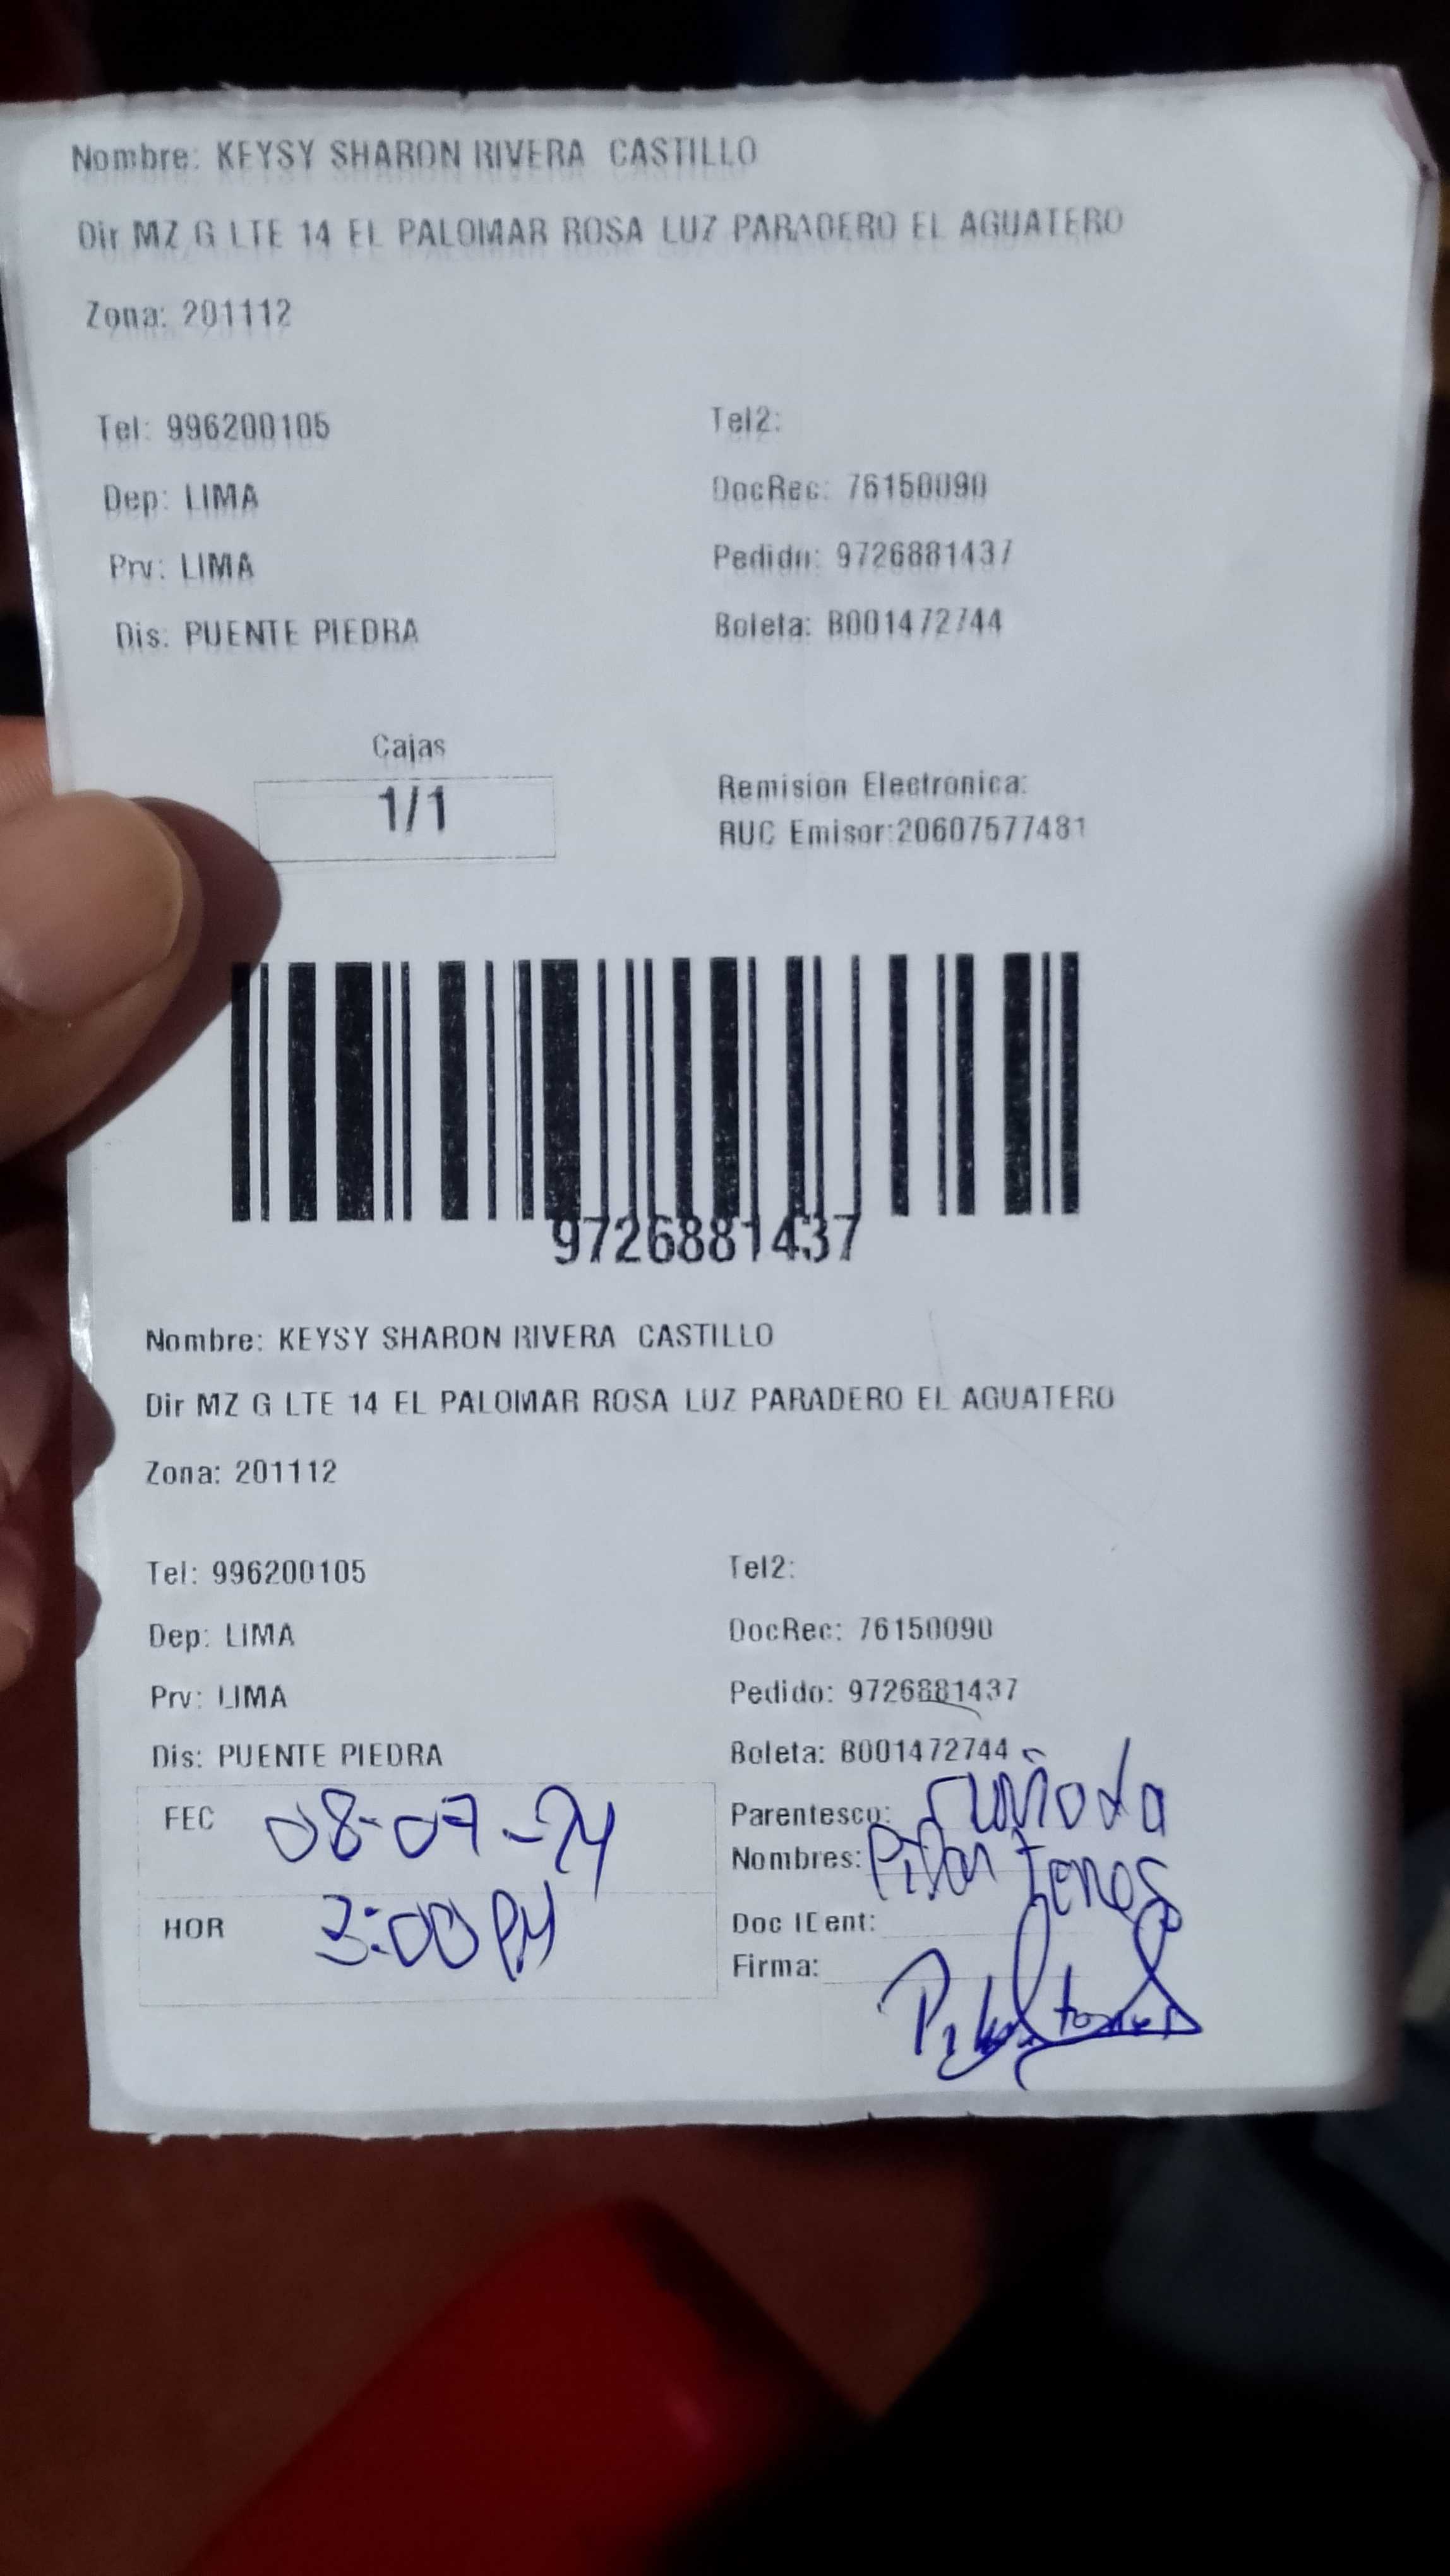 Nombre: KEYSY SHARON RIVERA CASTILLO
Dir MZ G LTE 14 EL PALOMAR ROSA LUZ PARADERO EL AGUATERO
Zona: 201112
Tel: 996200105
Tel2:
Dep: LIMA
DocRec: 76150090
Prv: LIMA
Pedido: 9726881437
Dis: PUENTE PIEDRA
Boleta: B001472744
Cajas
1/1
Remision Electronica:
RUC Emisor:20607577481
9726881437
Nombre: KEYSY SHARON RIVERA CASTILLO
Dir MZ G LTE 14 EL PALOMAR ROSA LUZ PARADERO EL AGUATERO
Zona: 201112
Tel: 996200105
Tel2:
Dep: LIMA
DocRec: 76150090
Prv: LIMA
Pedido: 9726881437
Dis: PUENTE PIEDRA
Boleta: B001472744
FEC 08-07-24
Parentesco: cuñada
Nombres: Pilar
HOR 3:00 PM
Doc IDent:
Firma: